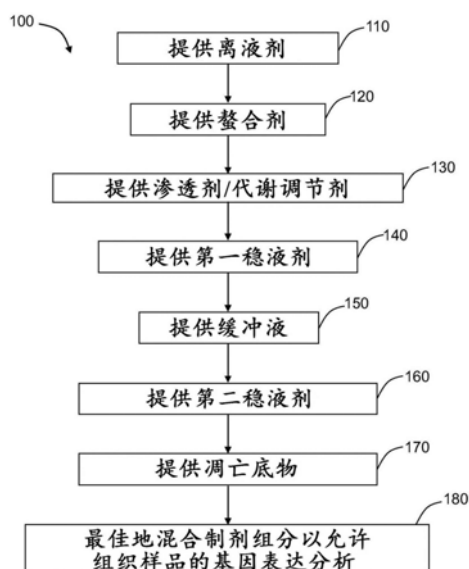 100
提供离液剂
110
提供螯合剂
120
提供渗透剂/代谢调节剂
130
提供第一稳液剂
140
提供缓冲液
150
提供第二稳液剂
160
提供凋亡底物
170
最佳地混合制剂组分以允许
组织样品的基因表达分析
180